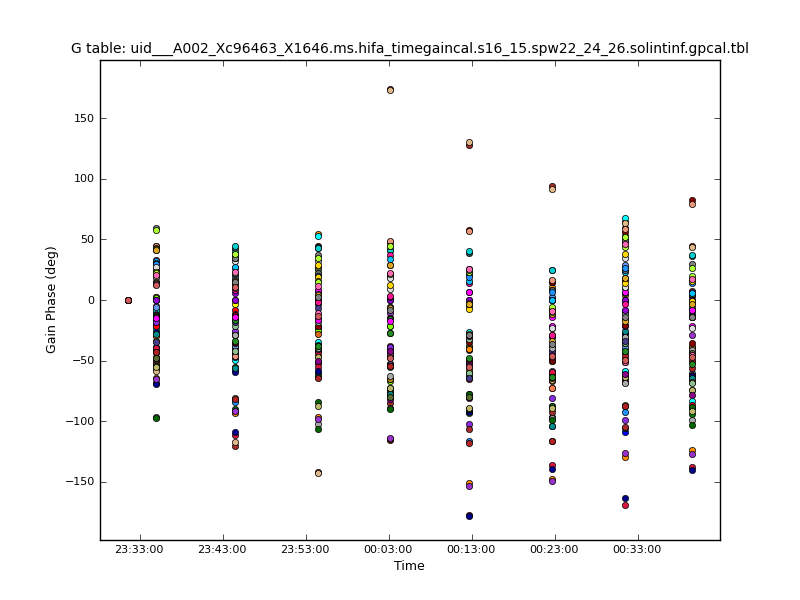 G table: uid___A002_Xc96463_X1646.ms.hifa_timegaincal.s16_15.spw22_24_26.solintinf.gpcal.tbl
Gain Phase (deg)
150
100
50
0
−50
−100
−150
23:33:00 23:43:00 23:53:00 00:03:00 00:13:00 00:23:00 00:33:00
Time